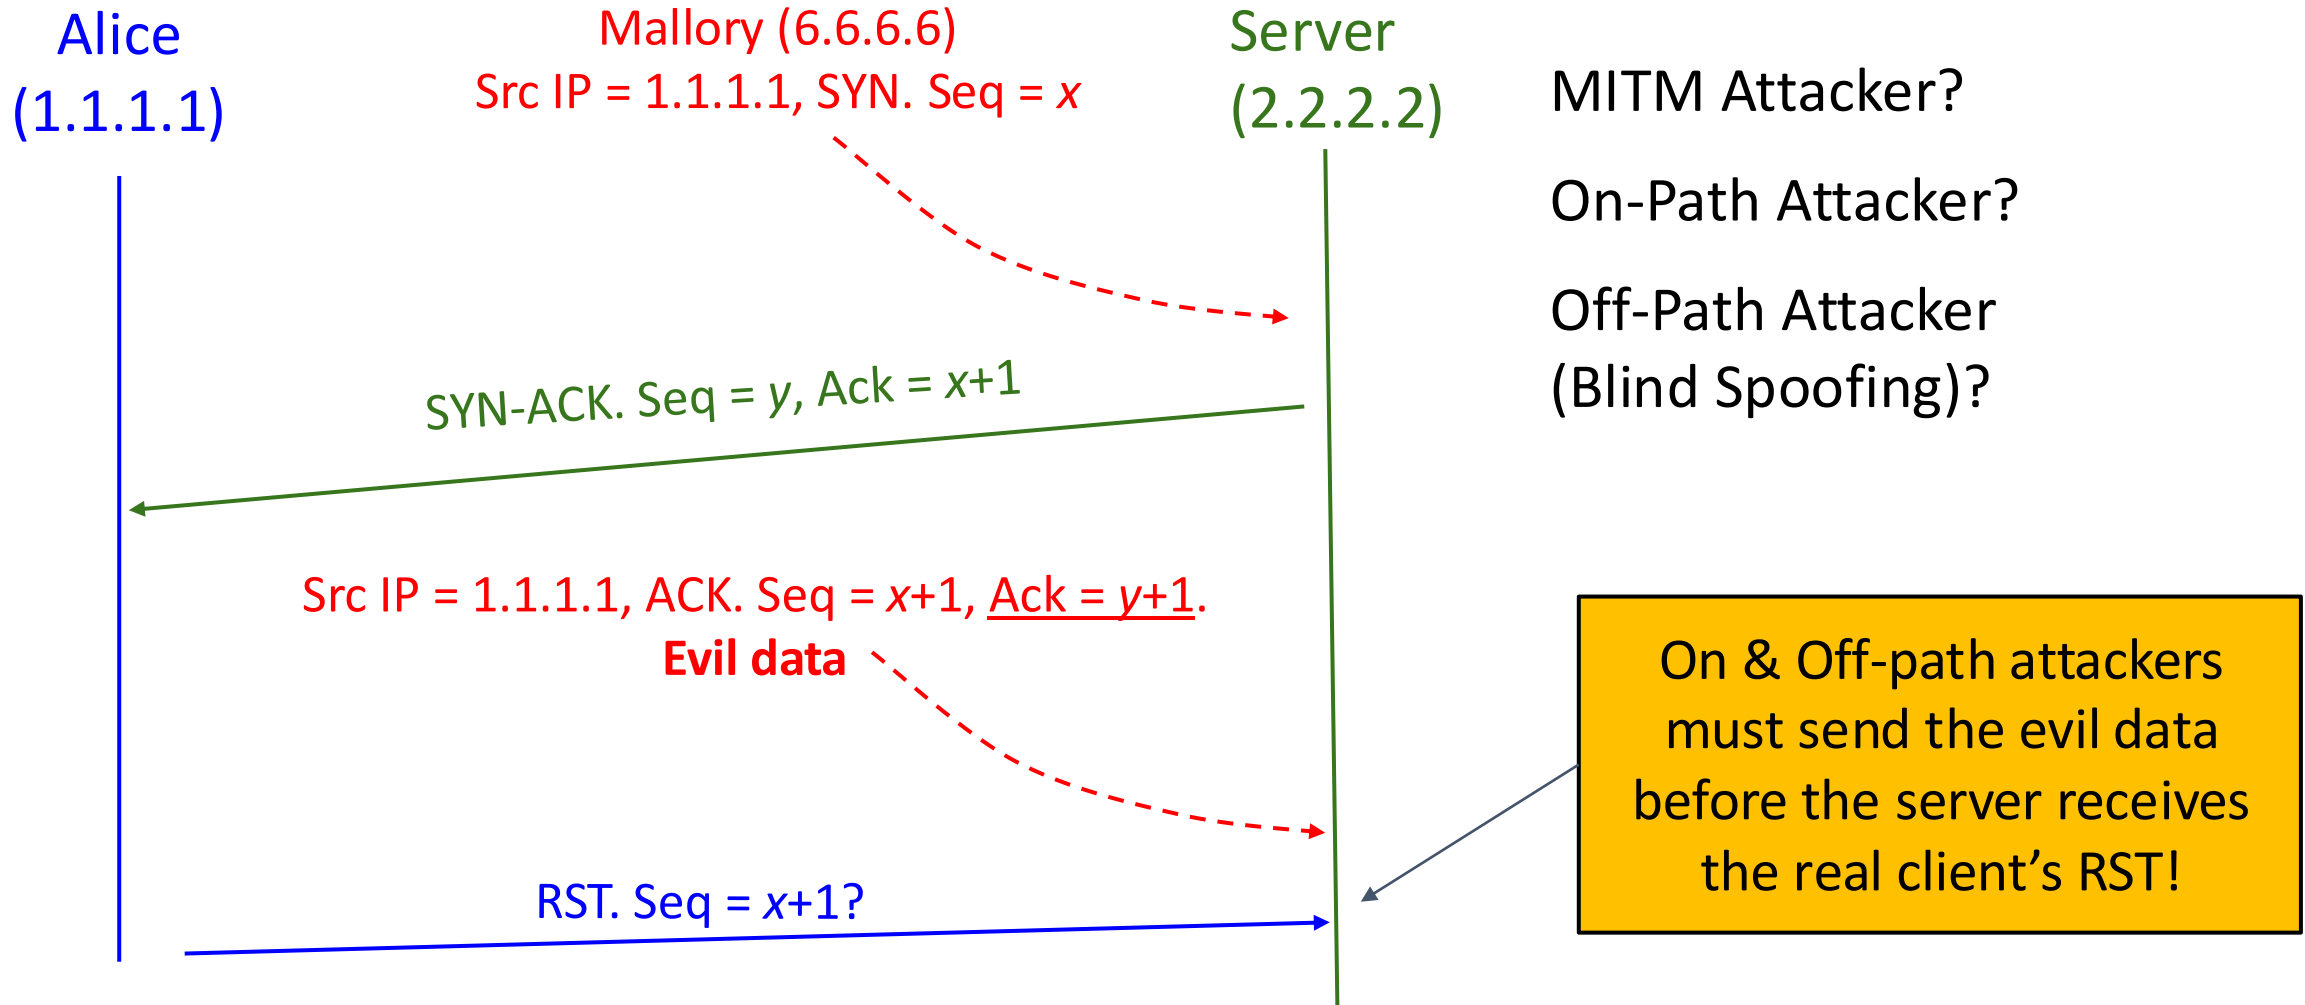 Alice
(1.1.1.1)
Mallory (6.6.6.6)
Src IP = 1.1.1.1, SYN. Seq = x
Server
(2.2.2.2)
MITM Attacker?
On-Path Attacker?
Off-Path Attacker
(Blind Spoofing)?
SYN-ACK. Seq = y, Ack = x+1
Src IP = 1.1.1.1, ACK. Seq = x+1, Ack = y+1.
Evil data
On & Off-path attackers
must send the evil data
before the server receives
the real client’s RST!
RST. Seq = x+1?